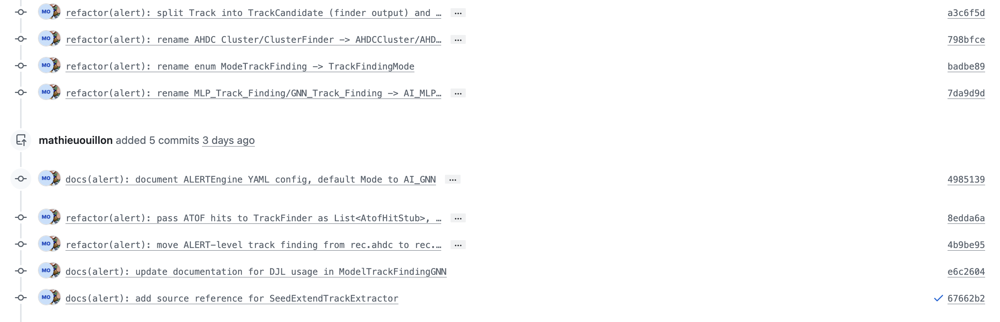 MO refactor(alert): split Track into TrackCandidate (finder output) and … ... a3c6f5d
MO refactor(alert): rename AHDC Cluster/ClusterFinder -> AHDCCluster/AHD… ... 798bfce
MO refactor(alert): rename enum ModeTrackFinding -> TrackFindingMode badbe89
MO refactor(alert): rename MLP_Track_Finding/GNN_Track_Finding -> AI_MLP… ... 7da9d9d
mathieuouillon added 5 commits 3 days ago
MO docs(alert): document ALERTEngine YAML config, default Mode to AI_GNN ... 4985139
MO refactor(alert): pass ATOF hits to TrackFinder as List<AtofHitStub>, … ... 8edda6a
MO refactor(alert): move ALERT-level track finding from rec.ahdc to rec.… ... 4b9be95
MO docs(alert): update documentation for DJL usage in ModelTrackFindingGNN e6c2604
MO docs(alert): add source reference for SeedExtendTrackExtractor 67662b2